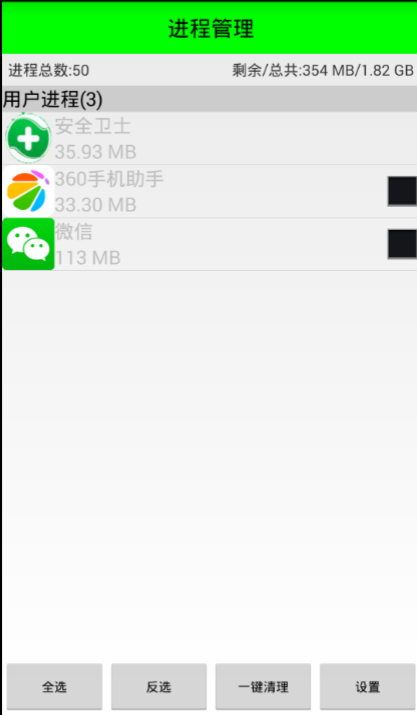 进程管理
进程总数:50 剩余/总共:354 MB/1.82 GB
用户进程(3)
安全卫士
35.93 MB
360手机助手
33.30 MB
微信
113 MB
全选 反选 一键清理 设置